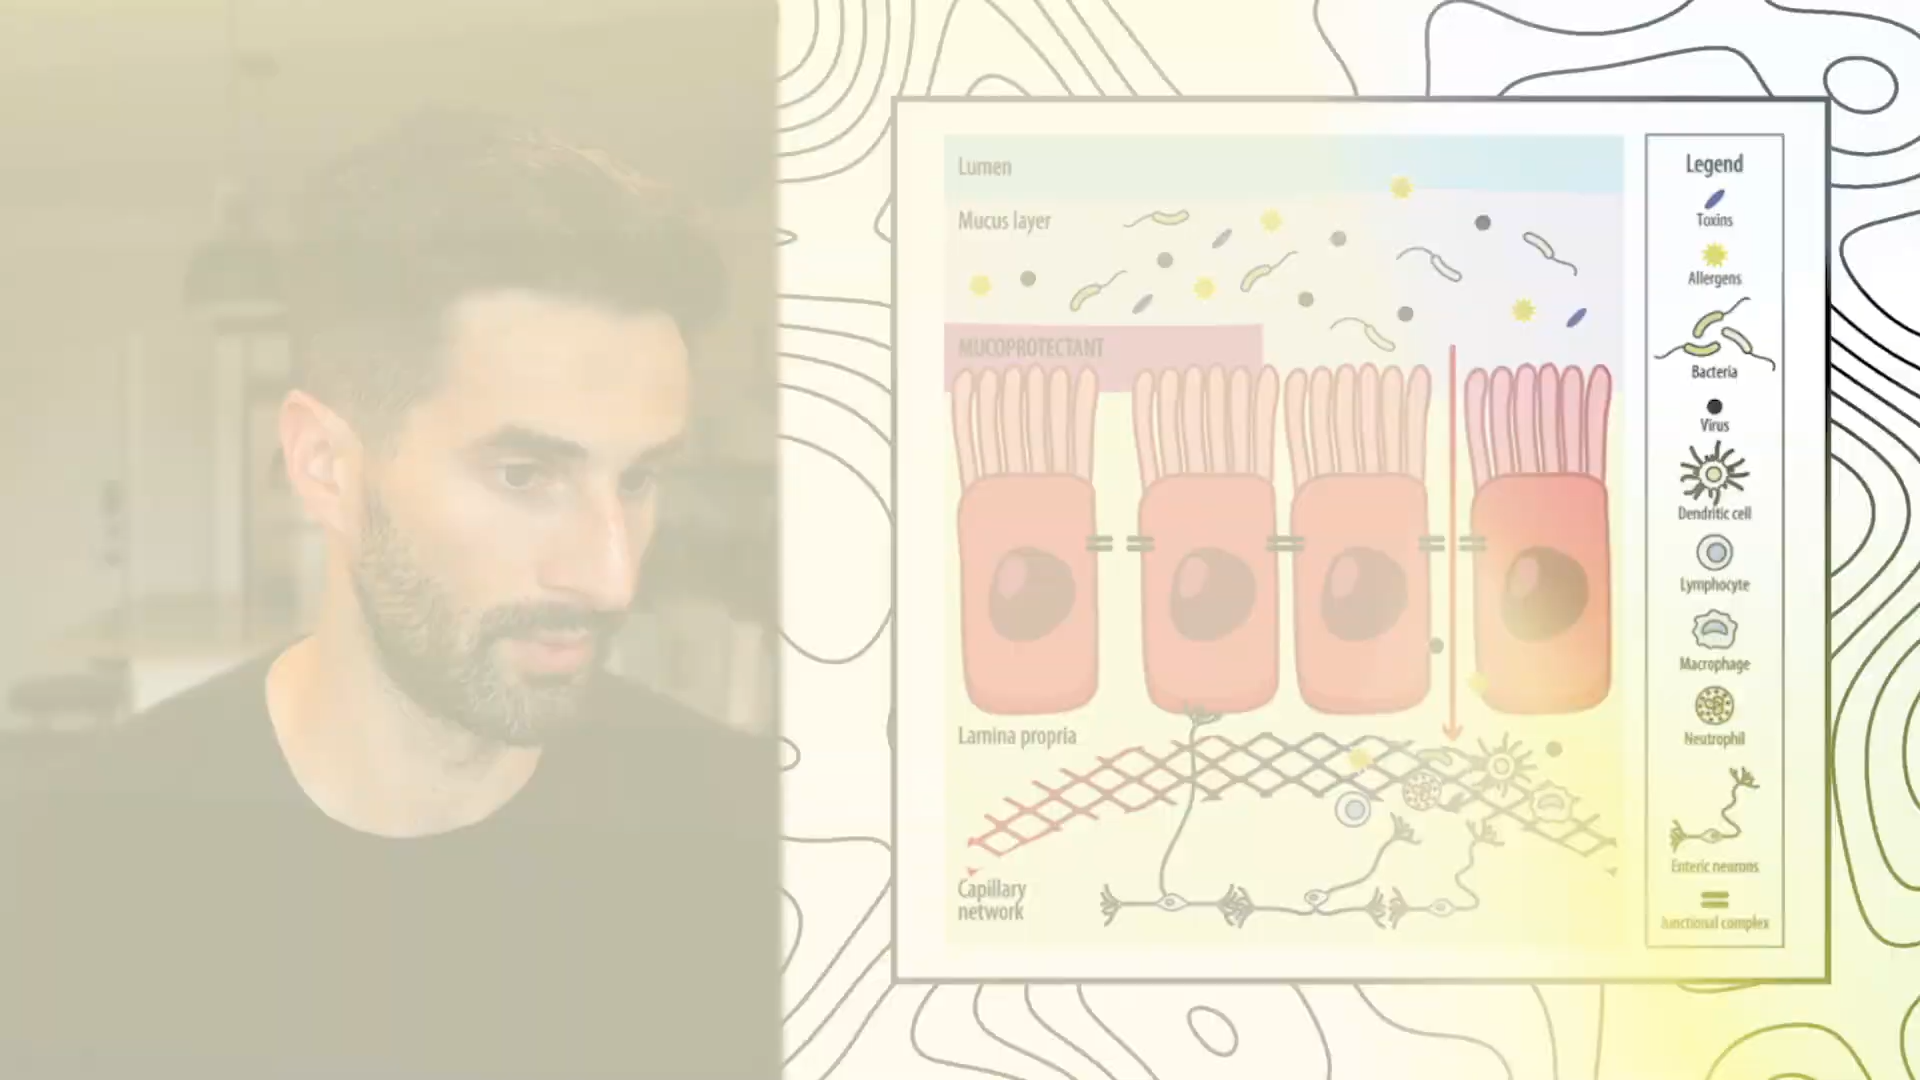 Lumen
Mucus layer
MUCOPROTECTANT
Lamina propria
Capillary
network
Legend
Toxins
Allergens
Bacteria
Virus
Dendritic cell
Lymphocyte
Macrophage
Neutrophil
Enteric neurons
Junctional complex